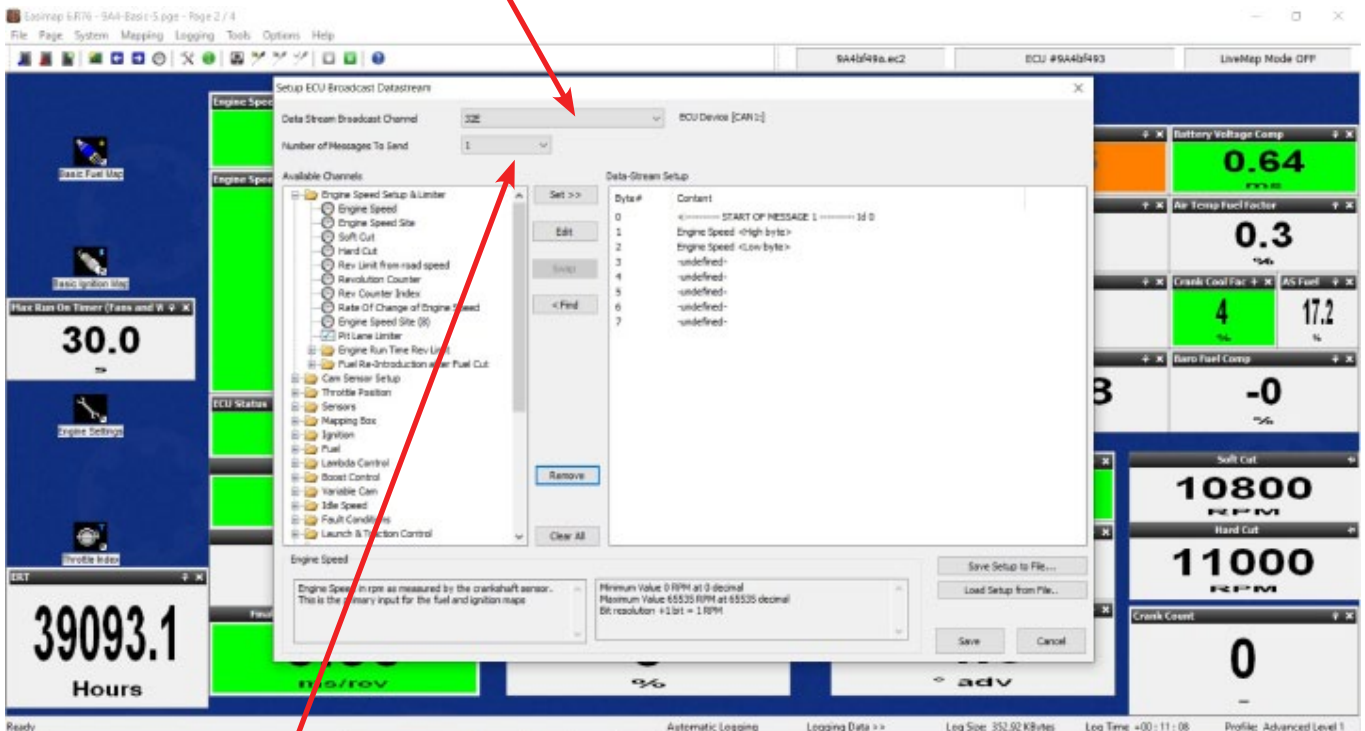 Easimap 6.R76 - 9A4-Basic-S.pge - Page 2 / 4
File Page System Mapping Logging Tools Options Help
9A4bf49a.ec2 ECU #9A4bf493 LiveMap Mode OFF
Setup ECU Broadcast Datastream
Data Stream Broadcast Channel 32E ECU Device [CAN 2:]
Number of Messages To Send 1
Available Channels Data-Stream Setup
Engine Speed Setup & Limiter
Engine Speed
Engine Speed Site
Soft Cut
Hard Cut
Rev Limit from road speed
Revolution Counter
Rev Counter Index
Rate Of Change of Engine Speed
Engine Speed Site (8)
Pit Lane Limiter
Engine Run Time Rev Limit
Fuel Re-Introduction after Fuel Cut
Cam Sensor Setup
Throttle Position
Sensors
Mapping Box
Ignition
Fuel
Lambda Control
Boost Control
Variable Cam
Idle Speed
Fault Conditions
Launch & Traction Control
Set >>
Edit
Swap
< Find
Remove
Clear All
Byte# Content
0 <--------- START OF MESSAGE 1 --------- Id 0
1 Engine Speed <High byte>
2 Engine Speed <Low byte>
3 -undefined-
4 -undefined-
5 -undefined-
6 -undefined-
7 -undefined-
Engine Speed
Engine Speed in rpm as measured by the crankshaft sensor.
This is the primary input for the fuel and ignition maps
Minimum Value 0 RPM at 0 decimal
Maximum Value 65535 RPM at 65535 decimal
Bit resolution +1 bit = 1 RPM
Save Setup to File...
Load Setup from File...
Save Cancel
Basic Fuel Map
Basic Ignition Map
Max Run On Timer (Fans and W
30.0
s
Engine Settings
Throttle Index
ERT
39093.1
Hours
Engine Spee
Engine Spee
ECU Status
Final
ms/rev
%
° adv
Battery Voltage Comp
0.64
ms
Air Temp Fuel Factor
0.3
%
Crank Cool Fac
4
%
AS Fuel
17.2
%
Baro Fuel Comp
-0
%
Soft Cut
10800
RPM
Hard Cut
11000
RPM
Crank Count
0
-
Ready Automatic Logging Logging Data >> Log Size 352.92 KBytes Log Time +00:11:08 Profile: Advanced Level 1